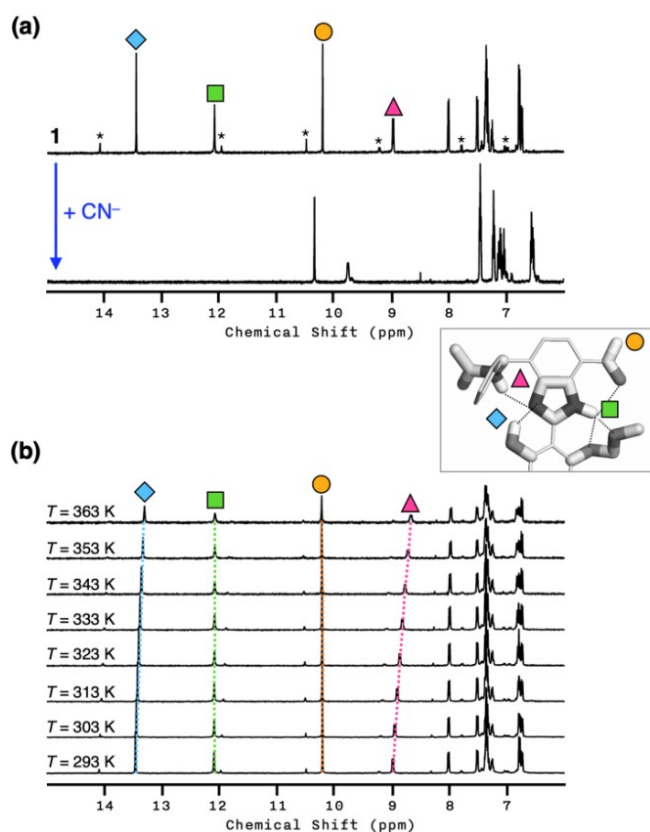 (a)
* * * * * *
1
+ CN–
14 13 12 11 10 9 8 7
Chemical Shift (ppm)
(b)
T = 363 K
T = 353 K
T = 343 K
T = 333 K
T = 323 K
T = 313 K
T = 303 K
T = 293 K
14 13 12 11 10 9 8 7
Chemical Shift (ppm)